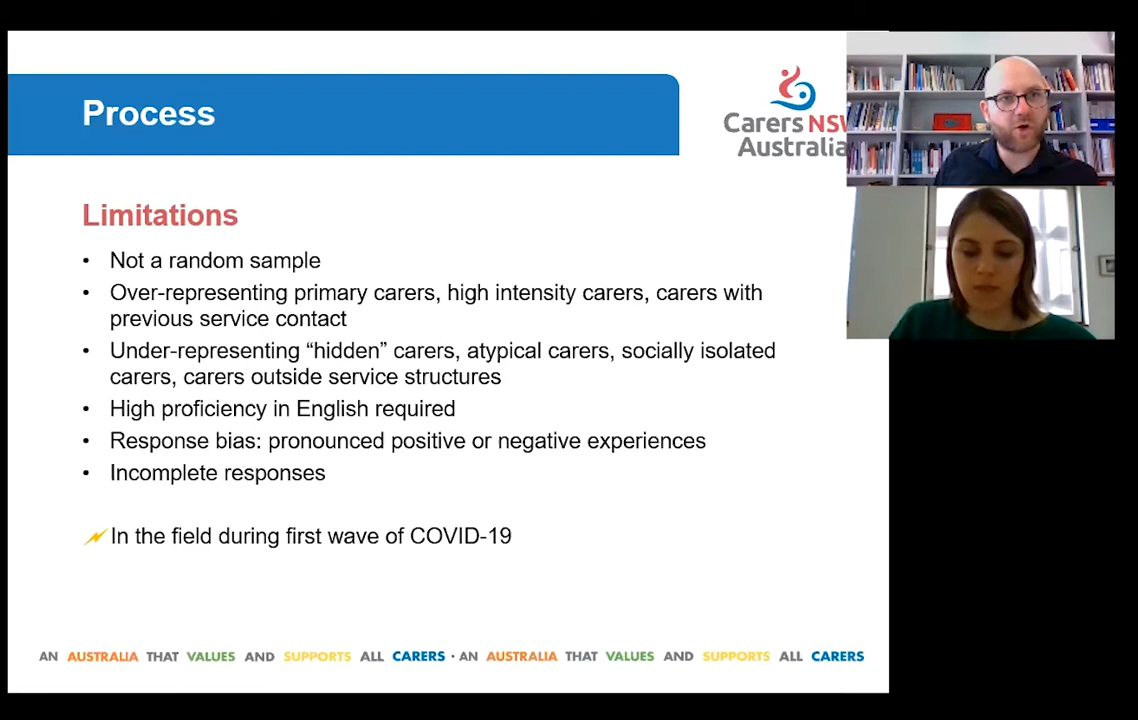 Process
Carers NSW
Australia
Limitations
• Not a random sample
• Over-representing primary carers, high intensity carers, carers with
previous service contact
• Under-representing “hidden” carers, atypical carers, socially isolated
carers, carers outside service structures
• High proficiency in English required
• Response bias: pronounced positive or negative experiences
• Incomplete responses
In the field during first wave of COVID-19
AN AUSTRALIA THAT VALUES AND SUPPORTS ALL CARERS · AN AUSTRALIA THAT VALUES AND SUPPORTS ALL CARERS